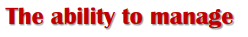 The ability to manage